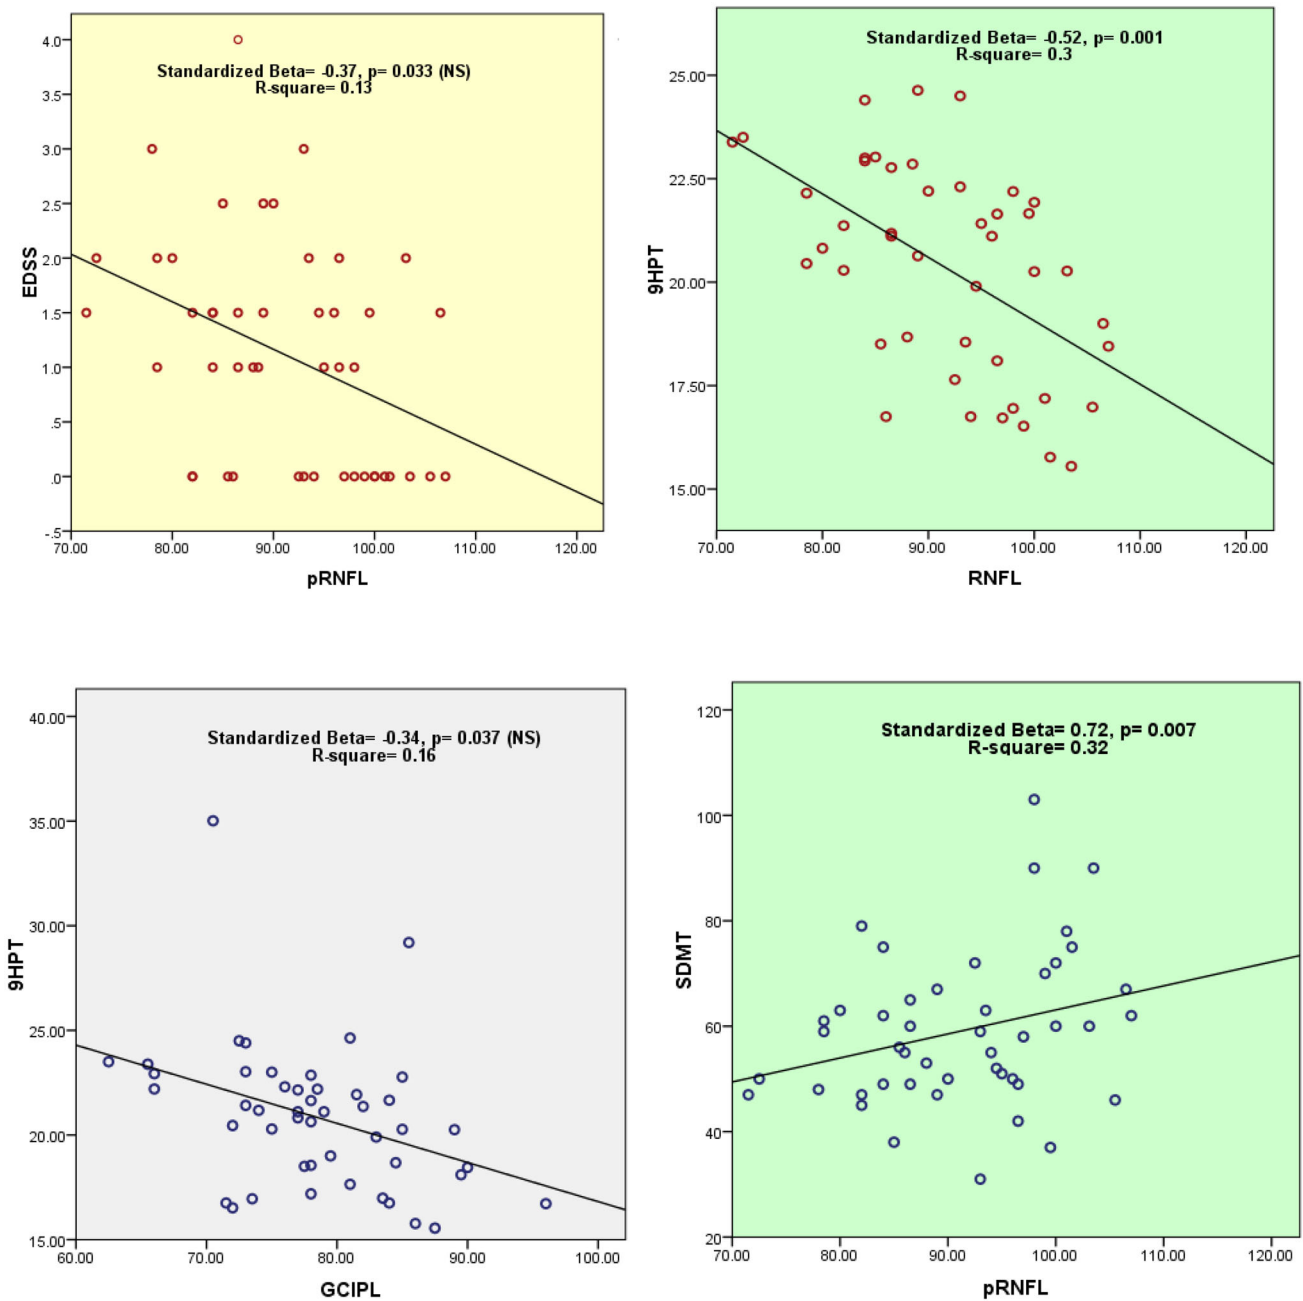 Standardized Beta= -0.37, p= 0.033 (NS)
R-square= 0.13
EDSS
4.0
3.5
3.0
2.5
2.0
1.5
1.0
.5
.0
-.5
70.00 80.00 90.00 100.00 110.00 120.00
pRNFL
Standardized Beta= -0.52, p= 0.001
R-square= 0.3
9HPT
25.00
22.50
20.00
17.50
15.00
70.00 80.00 90.00 100.00 110.00 120.00
RNFL
Standardized Beta= -0.34, p= 0.037 (NS)
R-square= 0.16
9HPT
40.00
35.00
30.00
25.00
20.00
15.00
60.00 70.00 80.00 90.00 100.00
GCIPL
Standardized Beta= 0.72, p= 0.007
R-square= 0.32
SDMT
120
100
80
60
40
20
70.00 80.00 90.00 100.00 110.00 120.00
pRNFL